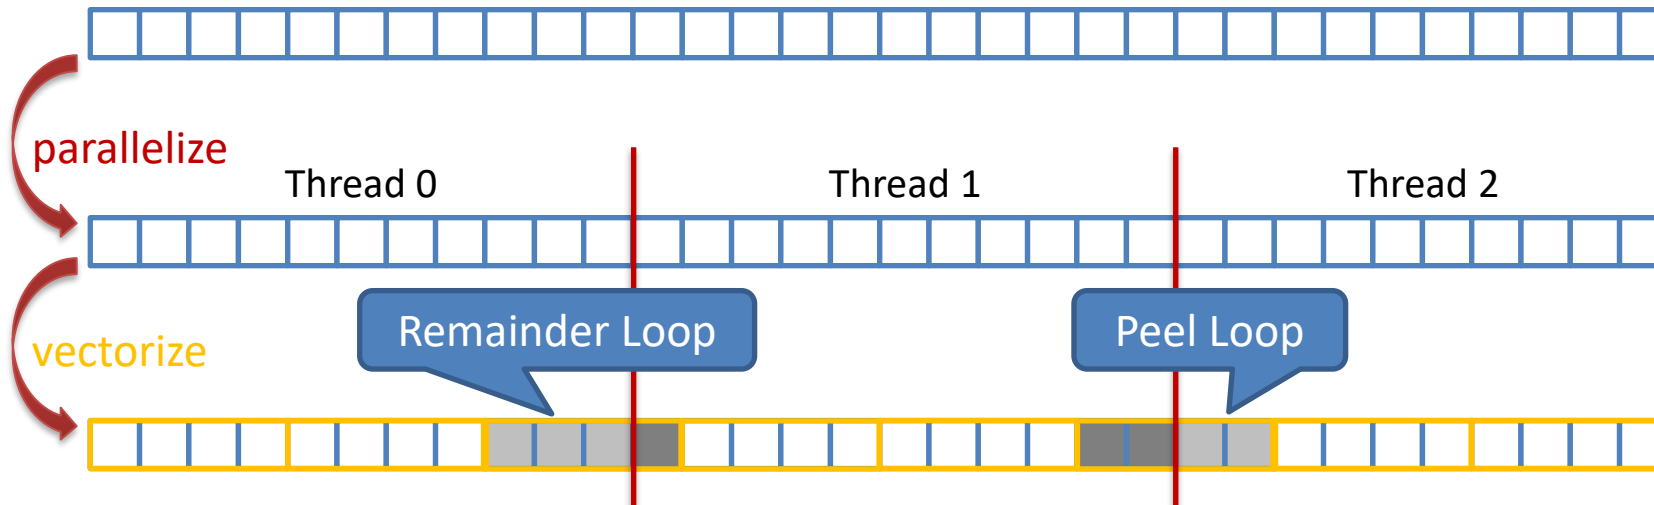 parallelize
Thread 0
Thread 1
Thread 2
Remainder Loop
Peel Loop
vectorize